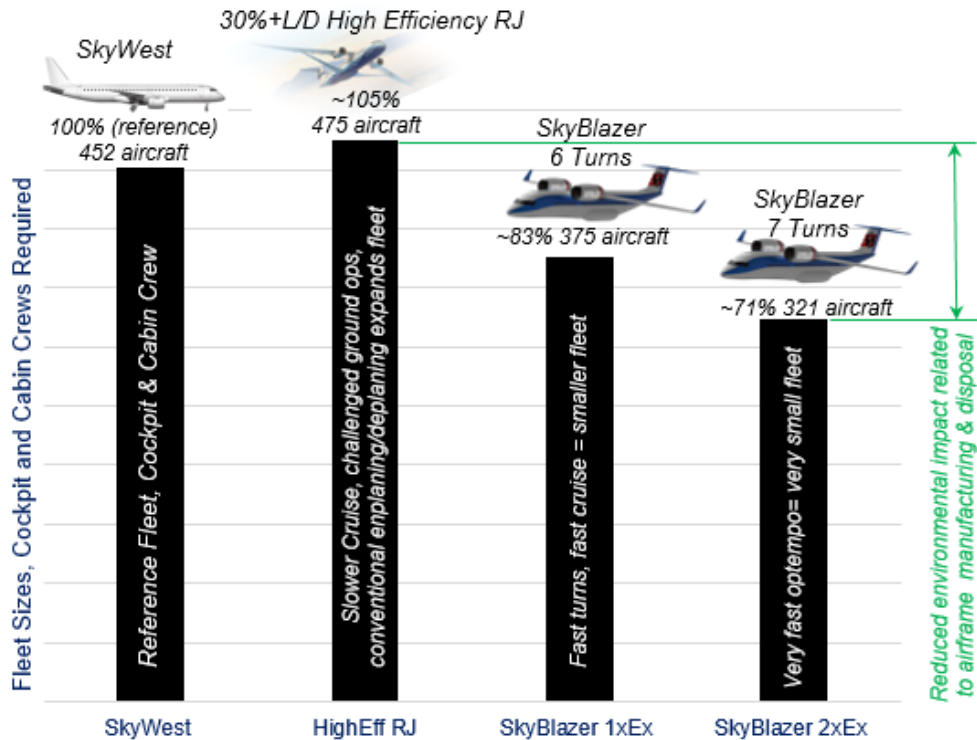 30%+L/D High Efficiency RJ
SkyWest
~105%
475 aircraft
100% (reference)
452 aircraft
SkyBlazer
6 Turns
~83% 375 aircraft
SkyBlazer
7 Turns
~71% 321 aircraft
Fleet Sizes, Cockpit and Cabin Crews Required
Reference Fleet, Cockpit & Cabin Crew
Slower Cruise, challenged ground ops,
conventional enplaning/deplaning expands fleet
Fast turns, fast cruise = smaller fleet
Very fast optempo= very small fleet
Reduced environmental impact related
to airframe manufacturing & disposal
SkyWest
HighEff RJ
SkyBlazer 1xEx
SkyBlazer 2xEx